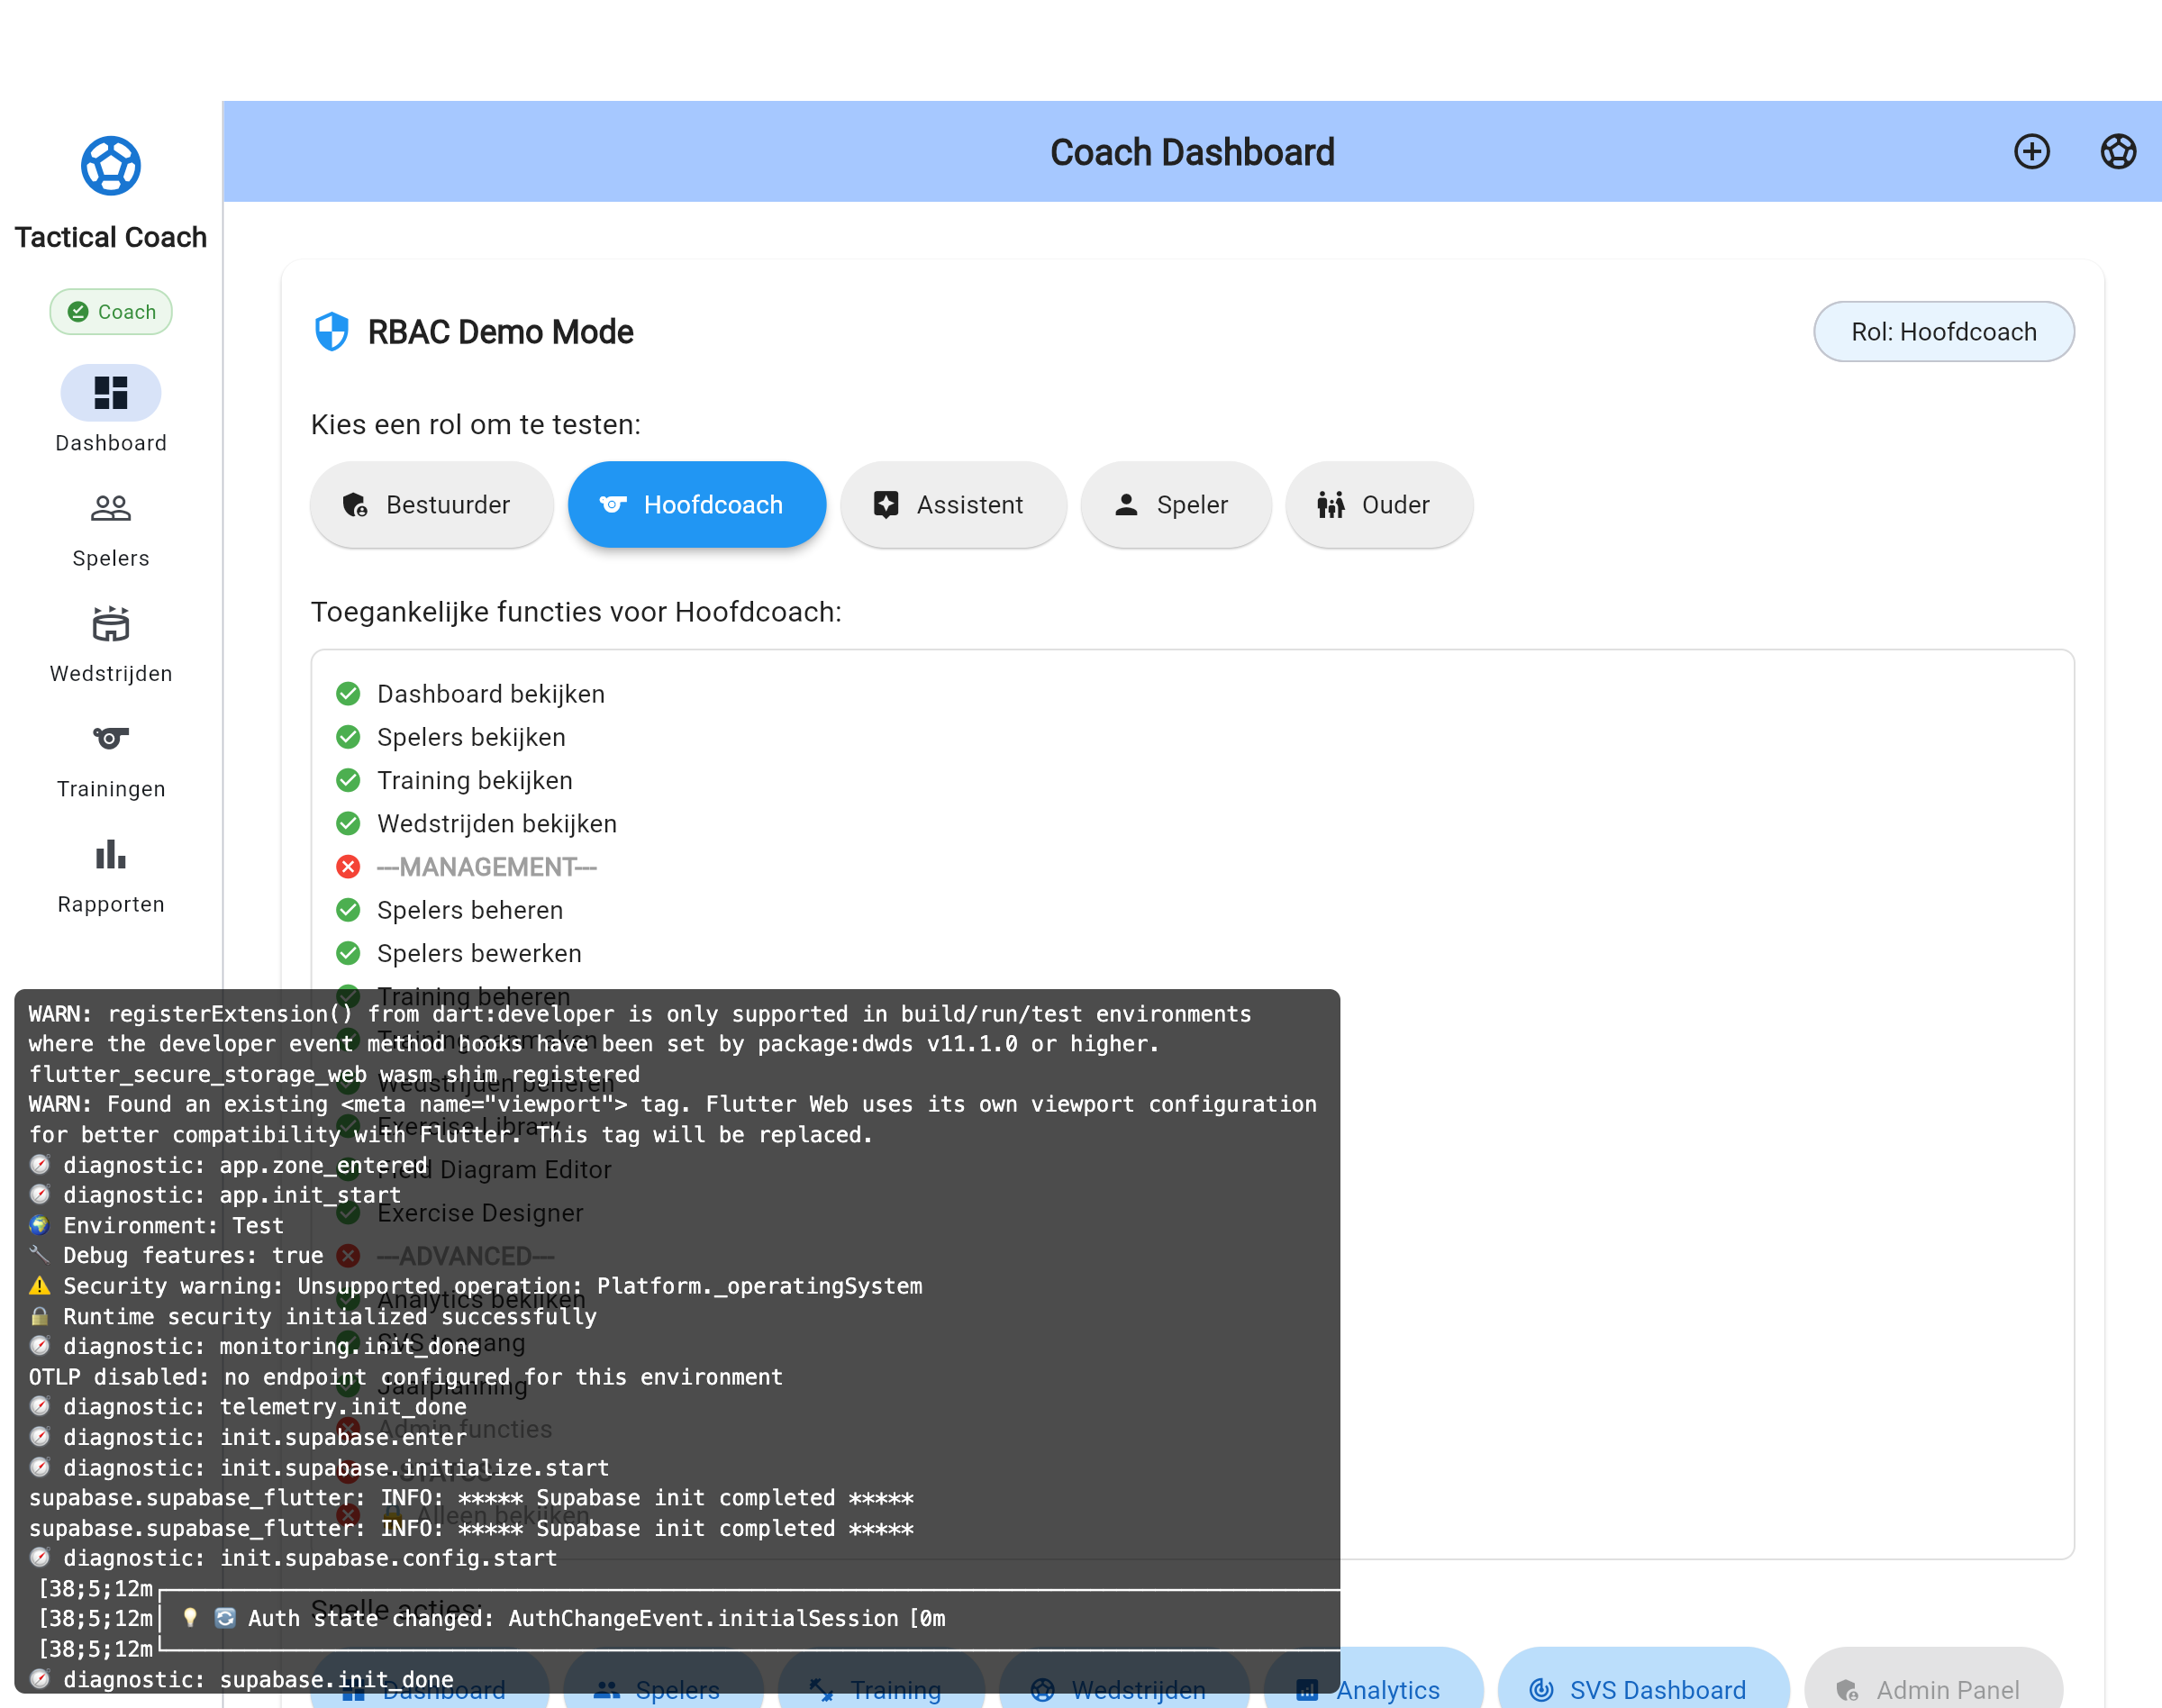 Coach Dashboard
Tactical Coach
Coach
Dashboard
Spelers
Wedstrijden
Trainingen
Rapporten
RBAC Demo Mode
Rol: Hoofdcoach
Kies een rol om te testen:
Bestuurder
Hoofdcoach
Assistent
Speler
Ouder
Toegankelijke functies voor Hoofdcoach:
Dashboard bekijken
Spelers bekijken
Training bekijken
Wedstrijden bekijken
---MANAGEMENT---
Spelers beheren
Spelers bewerken
Training beheren
Training aanmaken
Wedstrijden beheren
Exercise Library
Field Diagram Editor
Exercise Designer
---ADVANCED---
Analytics bekijken
SVS toegang
Jaarplanning
Admin functies
Alleen bekijken
Snelle acties:
Dashboard
Spelers
Training
Wedstrijden
Analytics
SVS Dashboard
Admin Panel
WARN: registerExtension() from dart:developer is only supported in build/run/test environments
where the developer event method hooks have been set by package:dwds v11.1.0 or higher.
flutter_secure_storage_web wasm shim registered
WARN: Found an existing <meta name="viewport"> tag. Flutter Web uses its own viewport configuration
for better compatibility with Flutter. This tag will be replaced.
🧭 diagnostic: app.zone_entered
🧭 diagnostic: app.init_start
🌍 Environment: Test
🔧 Debug features: true
⚠️ Security warning: Unsupported operation: Platform._operatingSystem
🔒 Runtime security initialized successfully
🧭 diagnostic: monitoring.init_done
OTLP disabled: no endpoint configured for this environment
🧭 diagnostic: telemetry.init_done
🧭 diagnostic: init.supabase.enter
🧭 diagnostic: init.supabase.initialize.start
supabase.supabase_flutter: INFO: ***** Supabase init completed *****
supabase.supabase_flutter: INFO: ***** Supabase init completed *****
🧭 diagnostic: init.supabase.config.start
[38;5;12m┌──────────
[38;5;12m│ 💡 🔄 Auth state changed: AuthChangeEvent.initialSession [0m
[38;5;12m└──────────
🧭 diagnostic: supabase.init_done